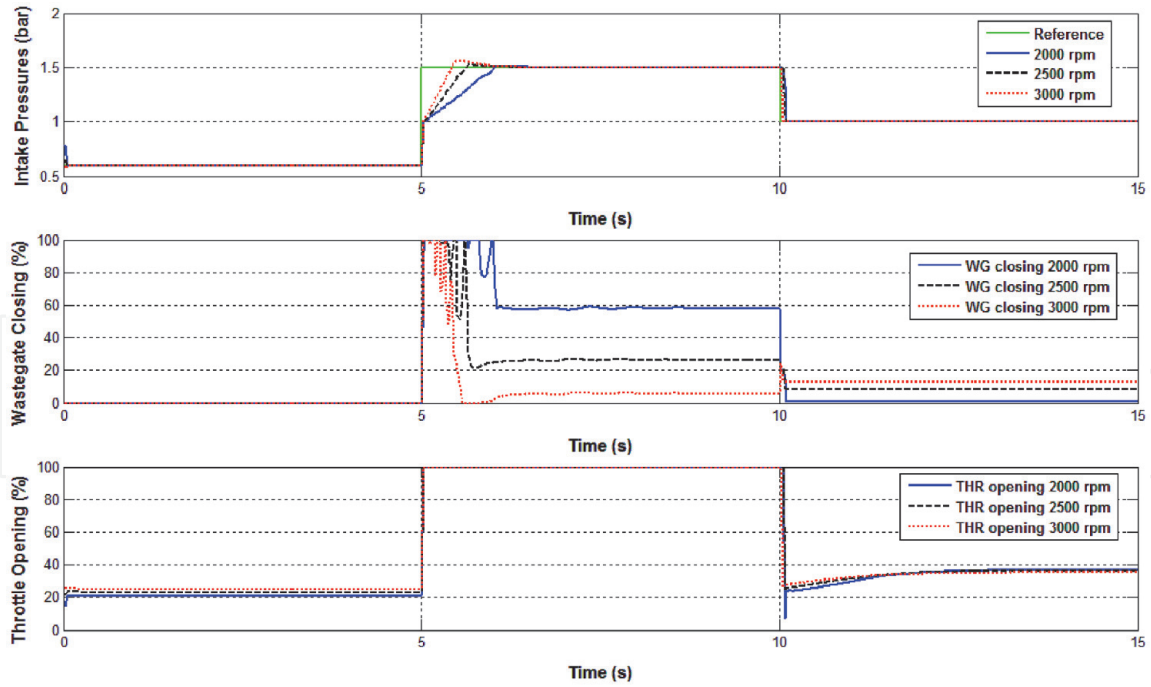 Intake Pressures (bar)
2
1.5
1
0.5
0
5
10
15
Time (s)
Reference
2000 rpm
2500 rpm
3000 rpm
Wastegate Closing (%)
100
80
60
40
20
0
0
5
10
15
Time (s)
WG closing 2000 rpm
WG closing 2500 rpm
WG closing 3000 rpm
Throttle Opening (%)
100
80
60
40
20
0
0
5
10
15
Time (s)
THR opening 2000 rpm
THR opening 2500 rpm
THR opening 3000 rpm